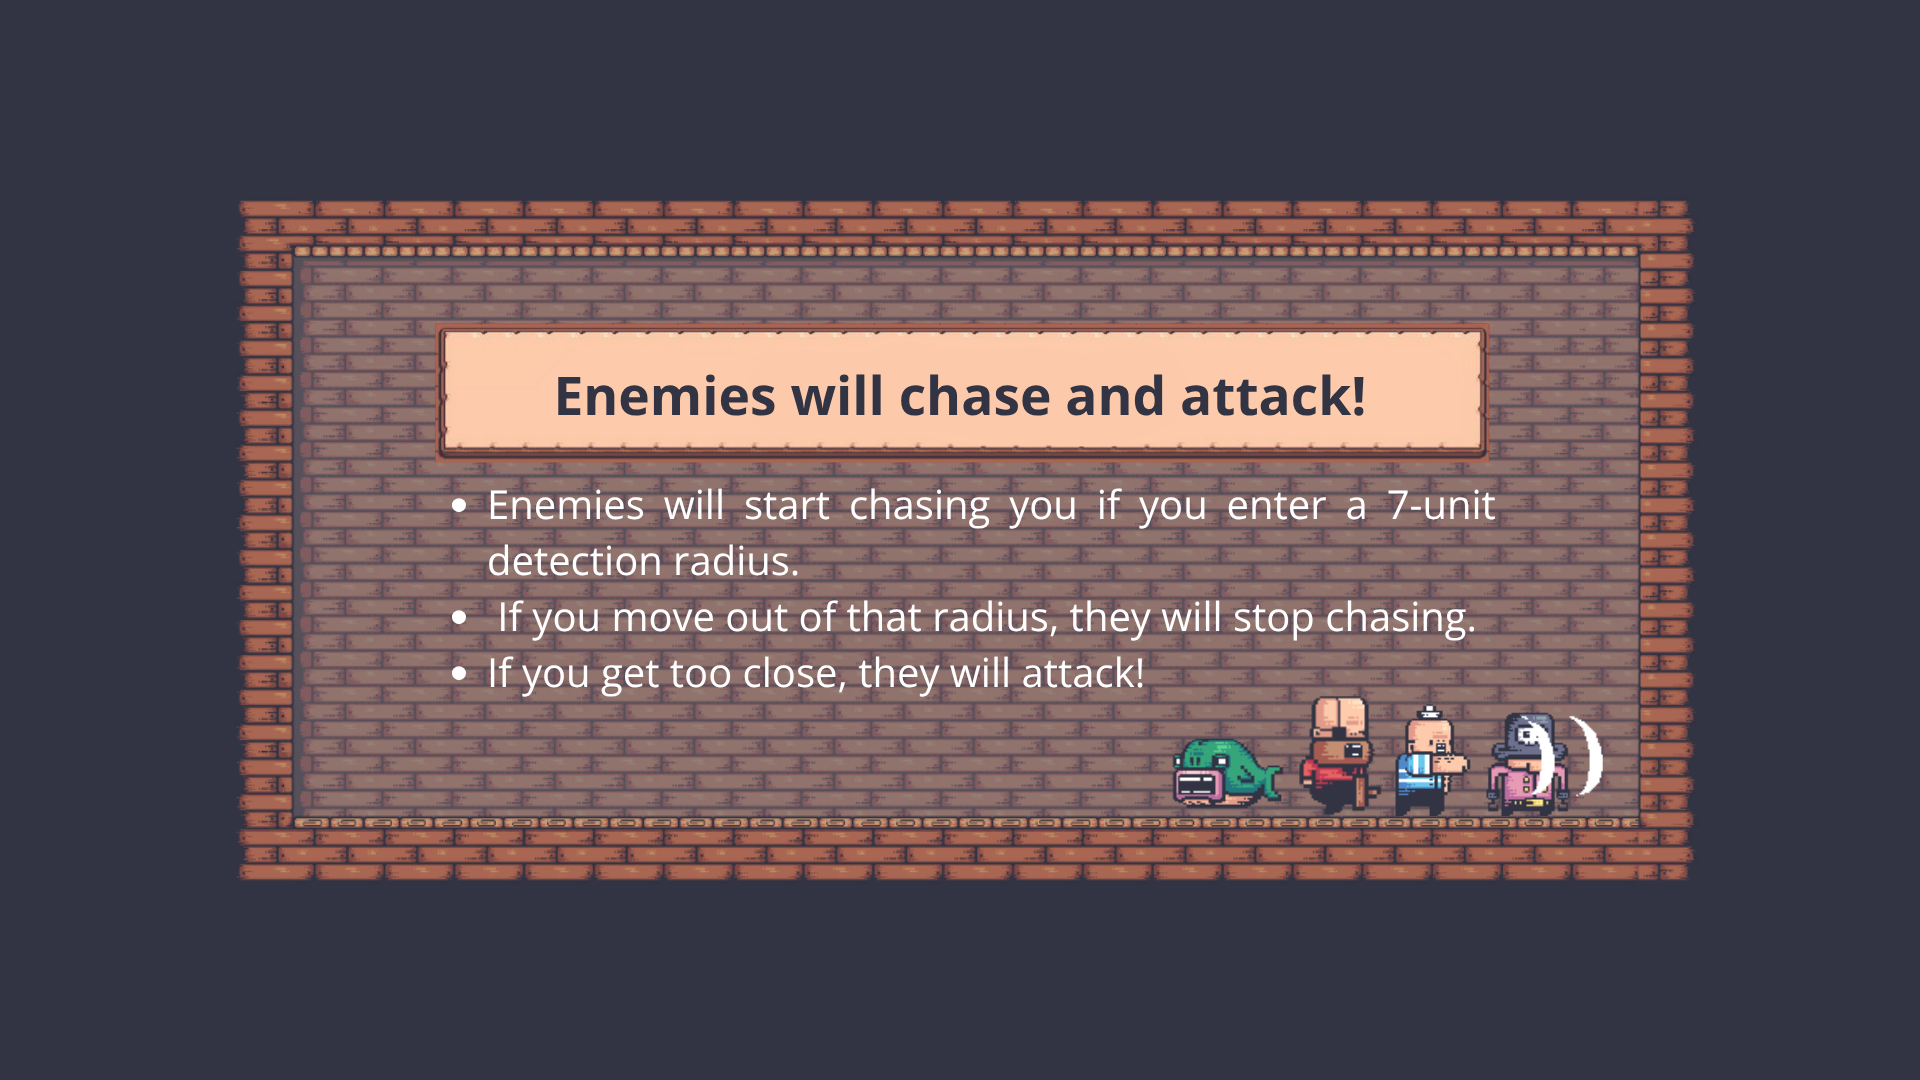 Enemies will chase and attack!
• Enemies will start chasing you if you enter a 7-unit
detection radius.
• If you move out of that radius, they will stop chasing.
• If you get too close, they will attack!